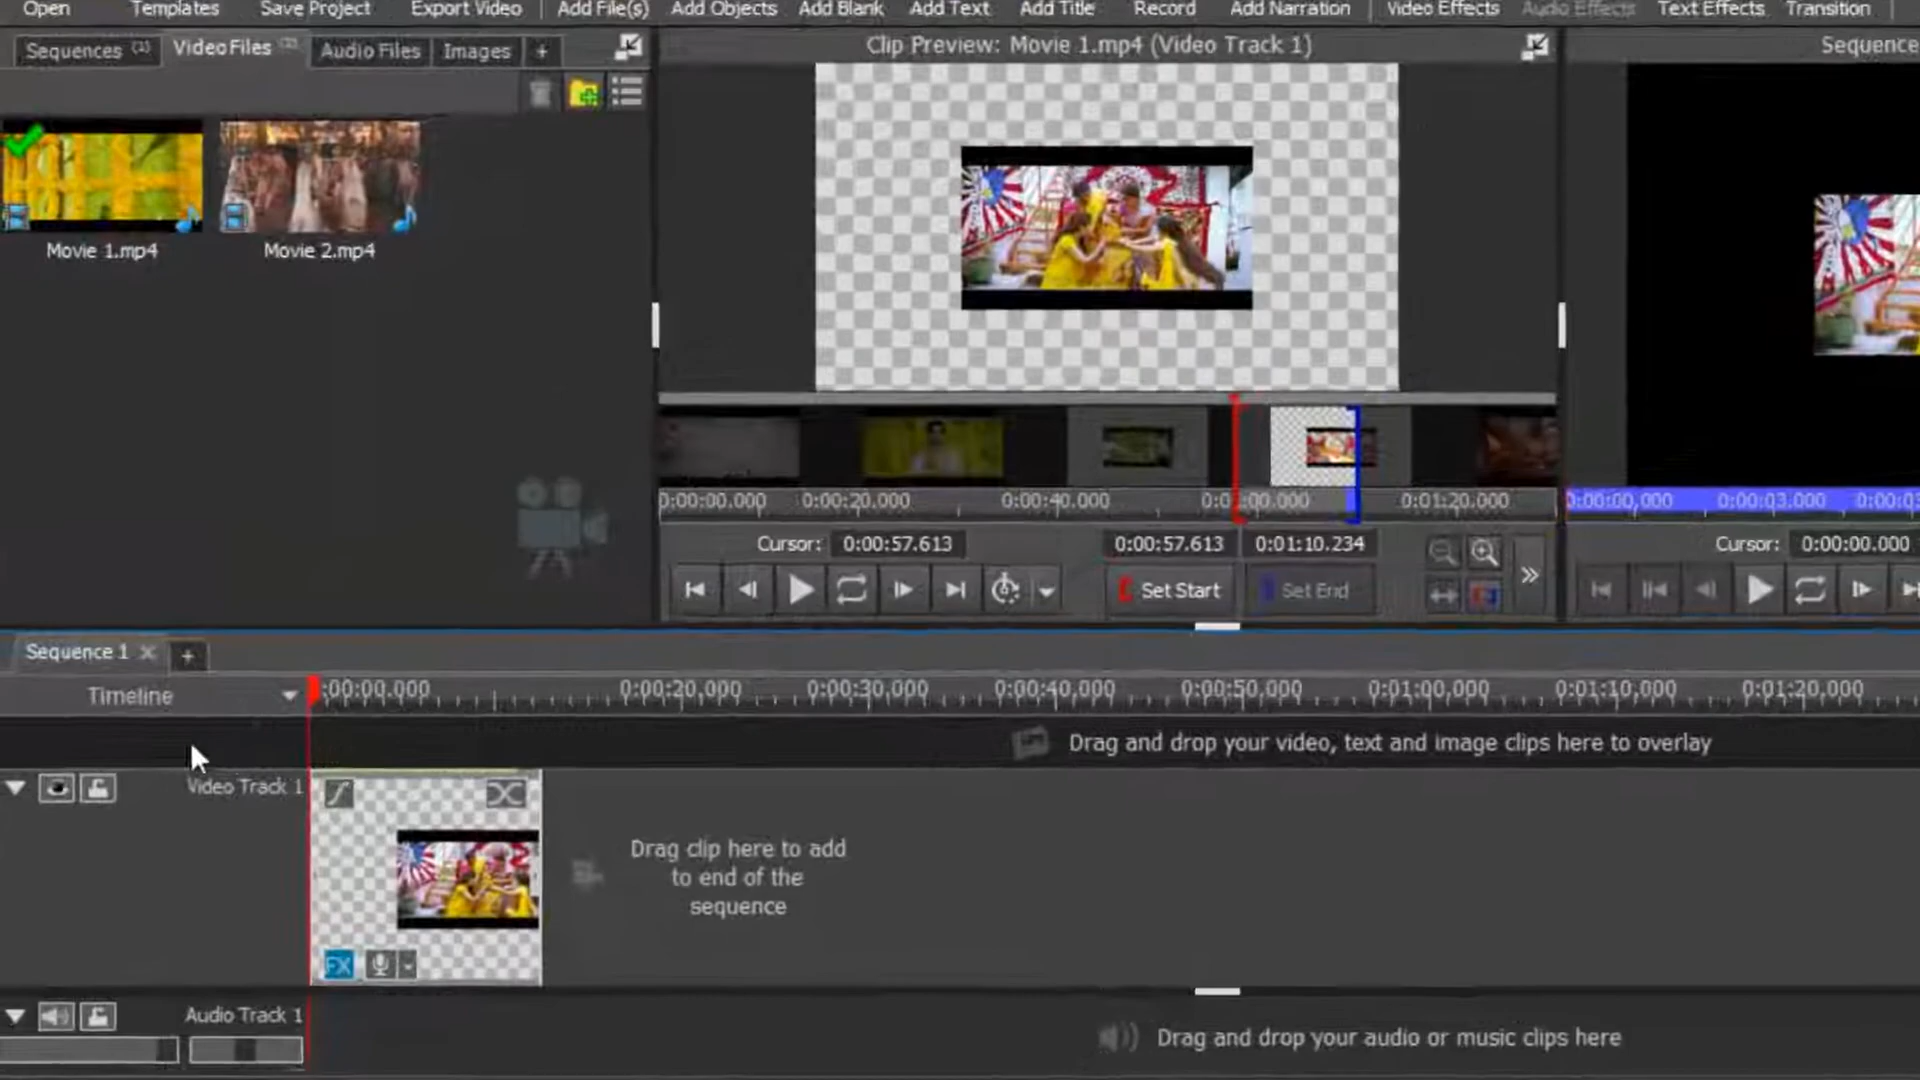 Open Templates Save Project Export Video Add File(s) Add Objects Add Blank Add Text Add Title Record Add Narration Video Effects Audio Effects Text Effects Transition
Sequences (1) Video Files (2) Audio Files Images +
Clip Preview: Movie 1.mp4 (Video Track 1)
Sequence
Movie 1.mp4 Movie 2.mp4
0:00:00.000 0:00:20.000 0:00:40.000 0:01:00.000 0:01:20.000
0:00:00,000 0:00:03.000 0:00:0
Cursor: 0:00:57.613 0:00:57.613 0:01:10.234
Cursor: 0:00:00.000
Set Start Set End
Sequence 1 × +
Timeline
:00:00.000 0:00:20,000 0:00:30,000 0:00:40,000 0:00:50,000 0:01:00,000 0:01:10,000 0:01:20,000
Drag and drop your video, text and image clips here to overlay
Video Track 1
Drag clip here to add
to end of the
sequence
FX
Audio Track 1
Drag and drop your audio or music clips here